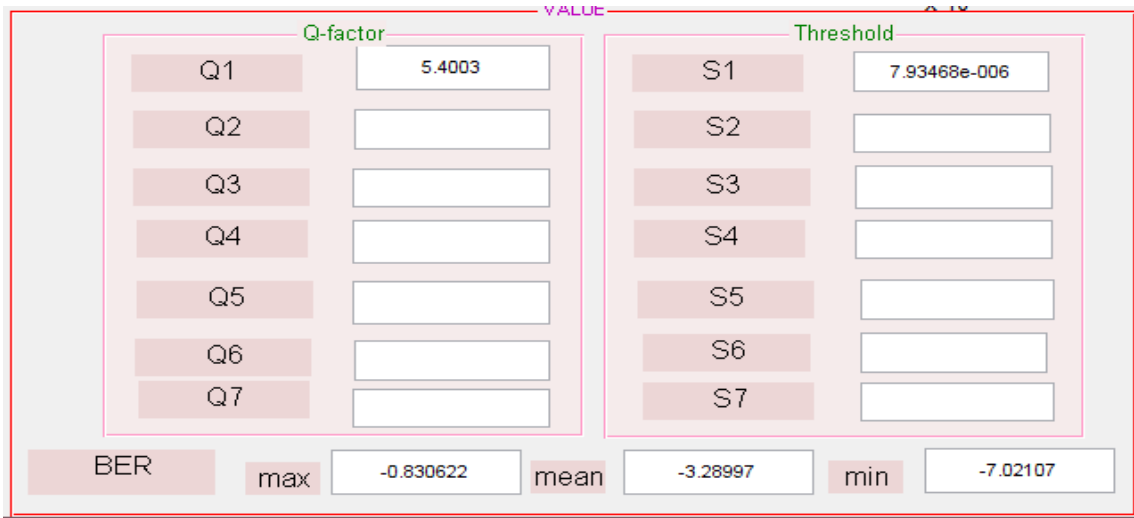 VALUE
Q-factor
Threshold
Q1 5.4003 S1 7.93468e-006
Q2 S2
Q3 S3
Q4 S4
Q5 S5
Q6 S6
Q7 S7
BER max -0.830622 mean -3.28997 min -7.02107